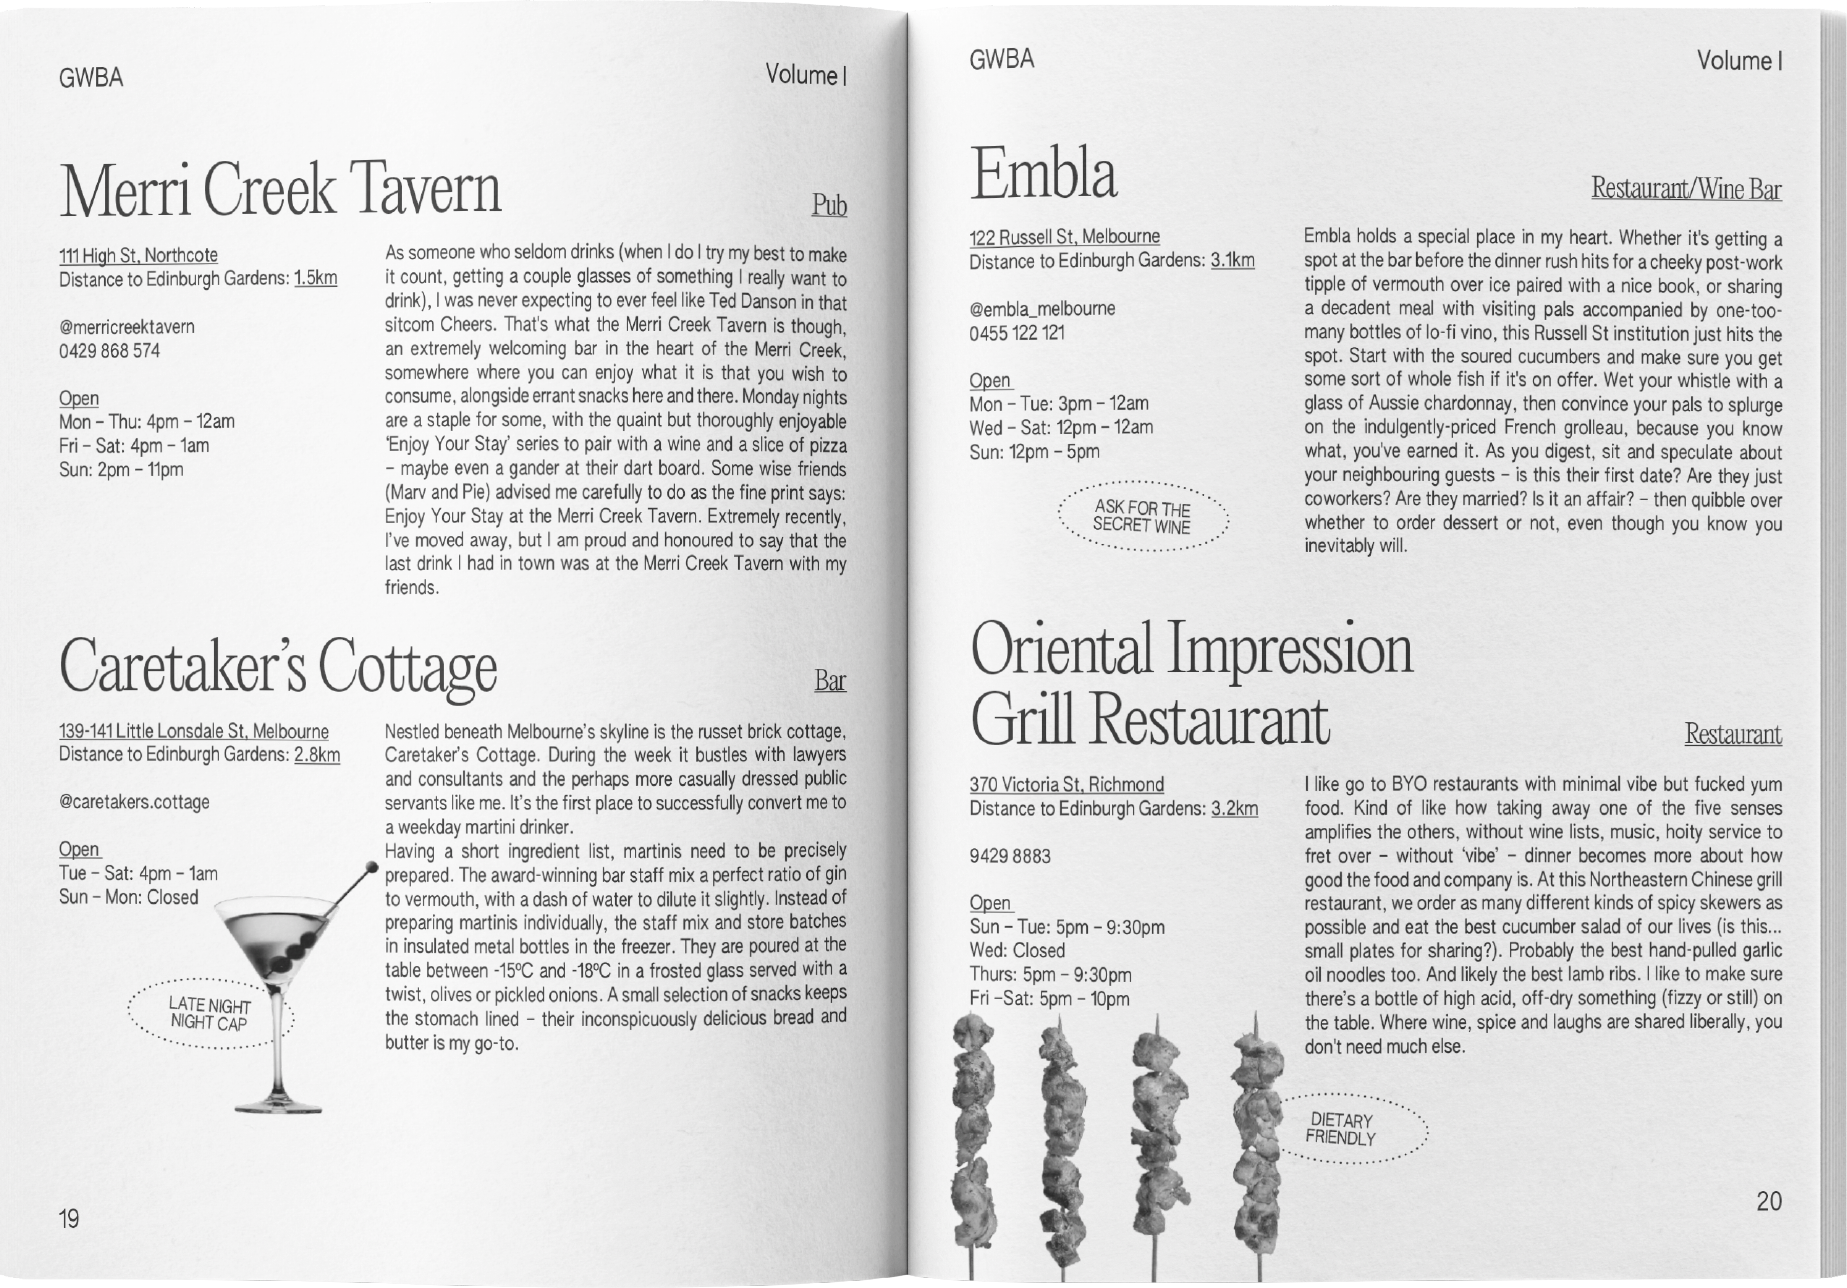 GWBA
Volume I
Merri Creek Tavern
Pub
111 High St, Northcote
Distance to Edinburgh Gardens: 1.5km
@merricreektavern
0429 868 574
Open
Mon – Thu: 4pm – 12am
Fri – Sat: 4pm – 1am
Sun: 2pm – 11pm
As someone who seldom drinks (when I do I try my best to make
it count, getting a couple glasses of something I really want to
drink), I was never expecting to ever feel like Ted Danson in that
sitcom Cheers. That's what the Merri Creek Tavern is though,
an extremely welcoming bar in the heart of the Merri Creek,
somewhere where you can enjoy what it is that you wish to
consume, alongside errant snacks here and there. Monday nights
are a staple for some, with the quaint but thoroughly enjoyable
'Enjoy Your Stay' series to pair with a wine and a slice of pizza
– maybe even a gander at their dart board. Some wise friends
(Marv and Pie) advised me carefully to do as the fine print says:
Enjoy Your Stay at the Merri Creek Tavern. Extremely recently,
I've moved away, but I am proud and honoured to say that the
last drink I had in town was at the Merri Creek Tavern with my
friends.
Caretaker's Cottage
Bar
139-141 Little Lonsdale St, Melbourne
Distance to Edinburgh Gardens: 2.8km
@caretakers.cottage
Open
Tue – Sat: 4pm – 1am
Sun – Mon: Closed
LATE NIGHT
NIGHT CAP
Nestled beneath Melbourne's skyline is the russet brick cottage,
Caretaker's Cottage. During the week it bustles with lawyers
and consultants and the perhaps more casually dressed public
servants like me. It's the first place to successfully convert me to
a weekday martini drinker.
Having a short ingredient list, martinis need to be precisely
prepared. The award-winning bar staff mix a perfect ratio of gin
to vermouth, with a dash of water to dilute it slightly. Instead of
preparing martinis individually, the staff mix and store batches
in insulated metal bottles in the freezer. They are poured at the
table between -15ºC and -18ºC in a frosted glass served with a
twist, olives or pickled onions. A small selection of snacks keeps
the stomach lined – their inconspicuously delicious bread and
butter is my go-to.
19
GWBA
Volume I
Embla
Restaurant/Wine Bar
122 Russell St, Melbourne
Distance to Edinburgh Gardens: 3.1km
@embla_melbourne
0455 122 121
Open
Mon – Tue: 3pm – 12am
Wed – Sat: 12pm – 12am
Sun: 12pm – 5pm
ASK FOR THE
SECRET WINE
Embla holds a special place in my heart. Whether it's getting a
spot at the bar before the dinner rush hits for a cheeky post-work
tipple of vermouth over ice paired with a nice book, or sharing
a decadent meal with visiting pals accompanied by one-too-
many bottles of lo-fi vino, this Russell St institution just hits the
spot. Start with the soured cucumbers and make sure you get
some sort of whole fish if it's on offer. Wet your whistle with a
glass of Aussie chardonnay, then convince your pals to splurge
on the indulgently-priced French grolleau, because you know
what, you've earned it. As you digest, sit and speculate about
your neighbouring guests – is this their first date? Are they just
coworkers? Are they married? Is it an affair? – then quibble over
whether to order dessert or not, even though you know you
inevitably will.
Oriental Impression
Grill Restaurant
Restaurant
370 Victoria St, Richmond
Distance to Edinburgh Gardens: 3.2km
9429 8883
Open
Sun – Tue: 5pm – 9:30pm
Wed: Closed
Thurs: 5pm – 9:30pm
Fri –Sat: 5pm – 10pm
I like go to BYO restaurants with minimal vibe but fucked yum
food. Kind of like how taking away one of the five senses
amplifies the others, without wine lists, music, hoity service to
fret over – without 'vibe' – dinner becomes more about how
good the food and company is. At this Northeastern Chinese grill
restaurant, we order as many different kinds of spicy skewers as
possible and eat the best cucumber salad of our lives (is this...
small plates for sharing?). Probably the best hand-pulled garlic
oil noodles too. And likely the best lamb ribs. I like to make sure
there's a bottle of high acid, off-dry something (fizzy or still) on
the table. Where wine, spice and laughs are shared liberally, you
don't need much else.
DIETARY
FRIENDLY
20